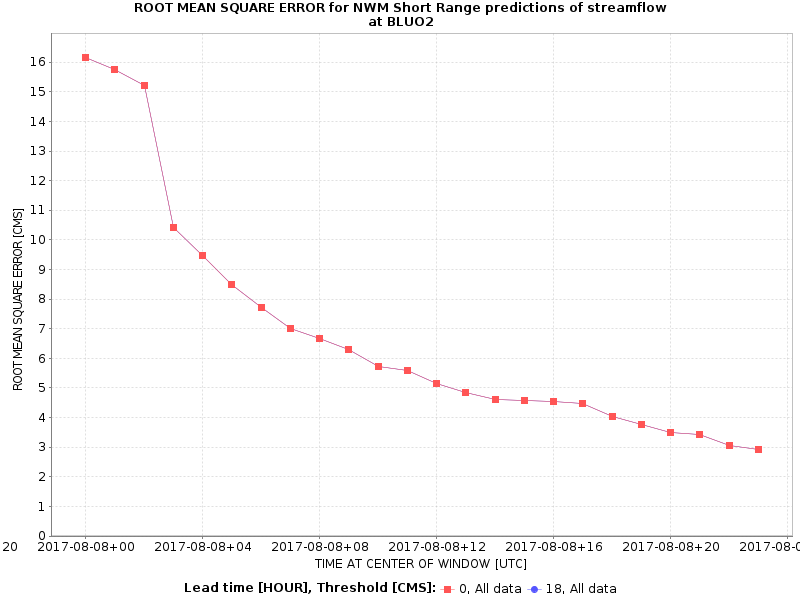 ROOT MEAN SQUARE ERROR for NWM Short Range predictions of streamflow
at BLUO2
16
15
14
13
12
11
10
9
8
7
6
5
4
3
2
1
0
ROOT MEAN SQUARE ERROR [CMS]
20 2017-08-08+00 2017-08-08+04 2017-08-08+08 2017-08-08+12 2017-08-08+16 2017-08-08+20 2017-08-0
TIME AT CENTER OF WINDOW [UTC]
Lead time [HOUR], Threshold [CMS]: 0, All data 18, All data